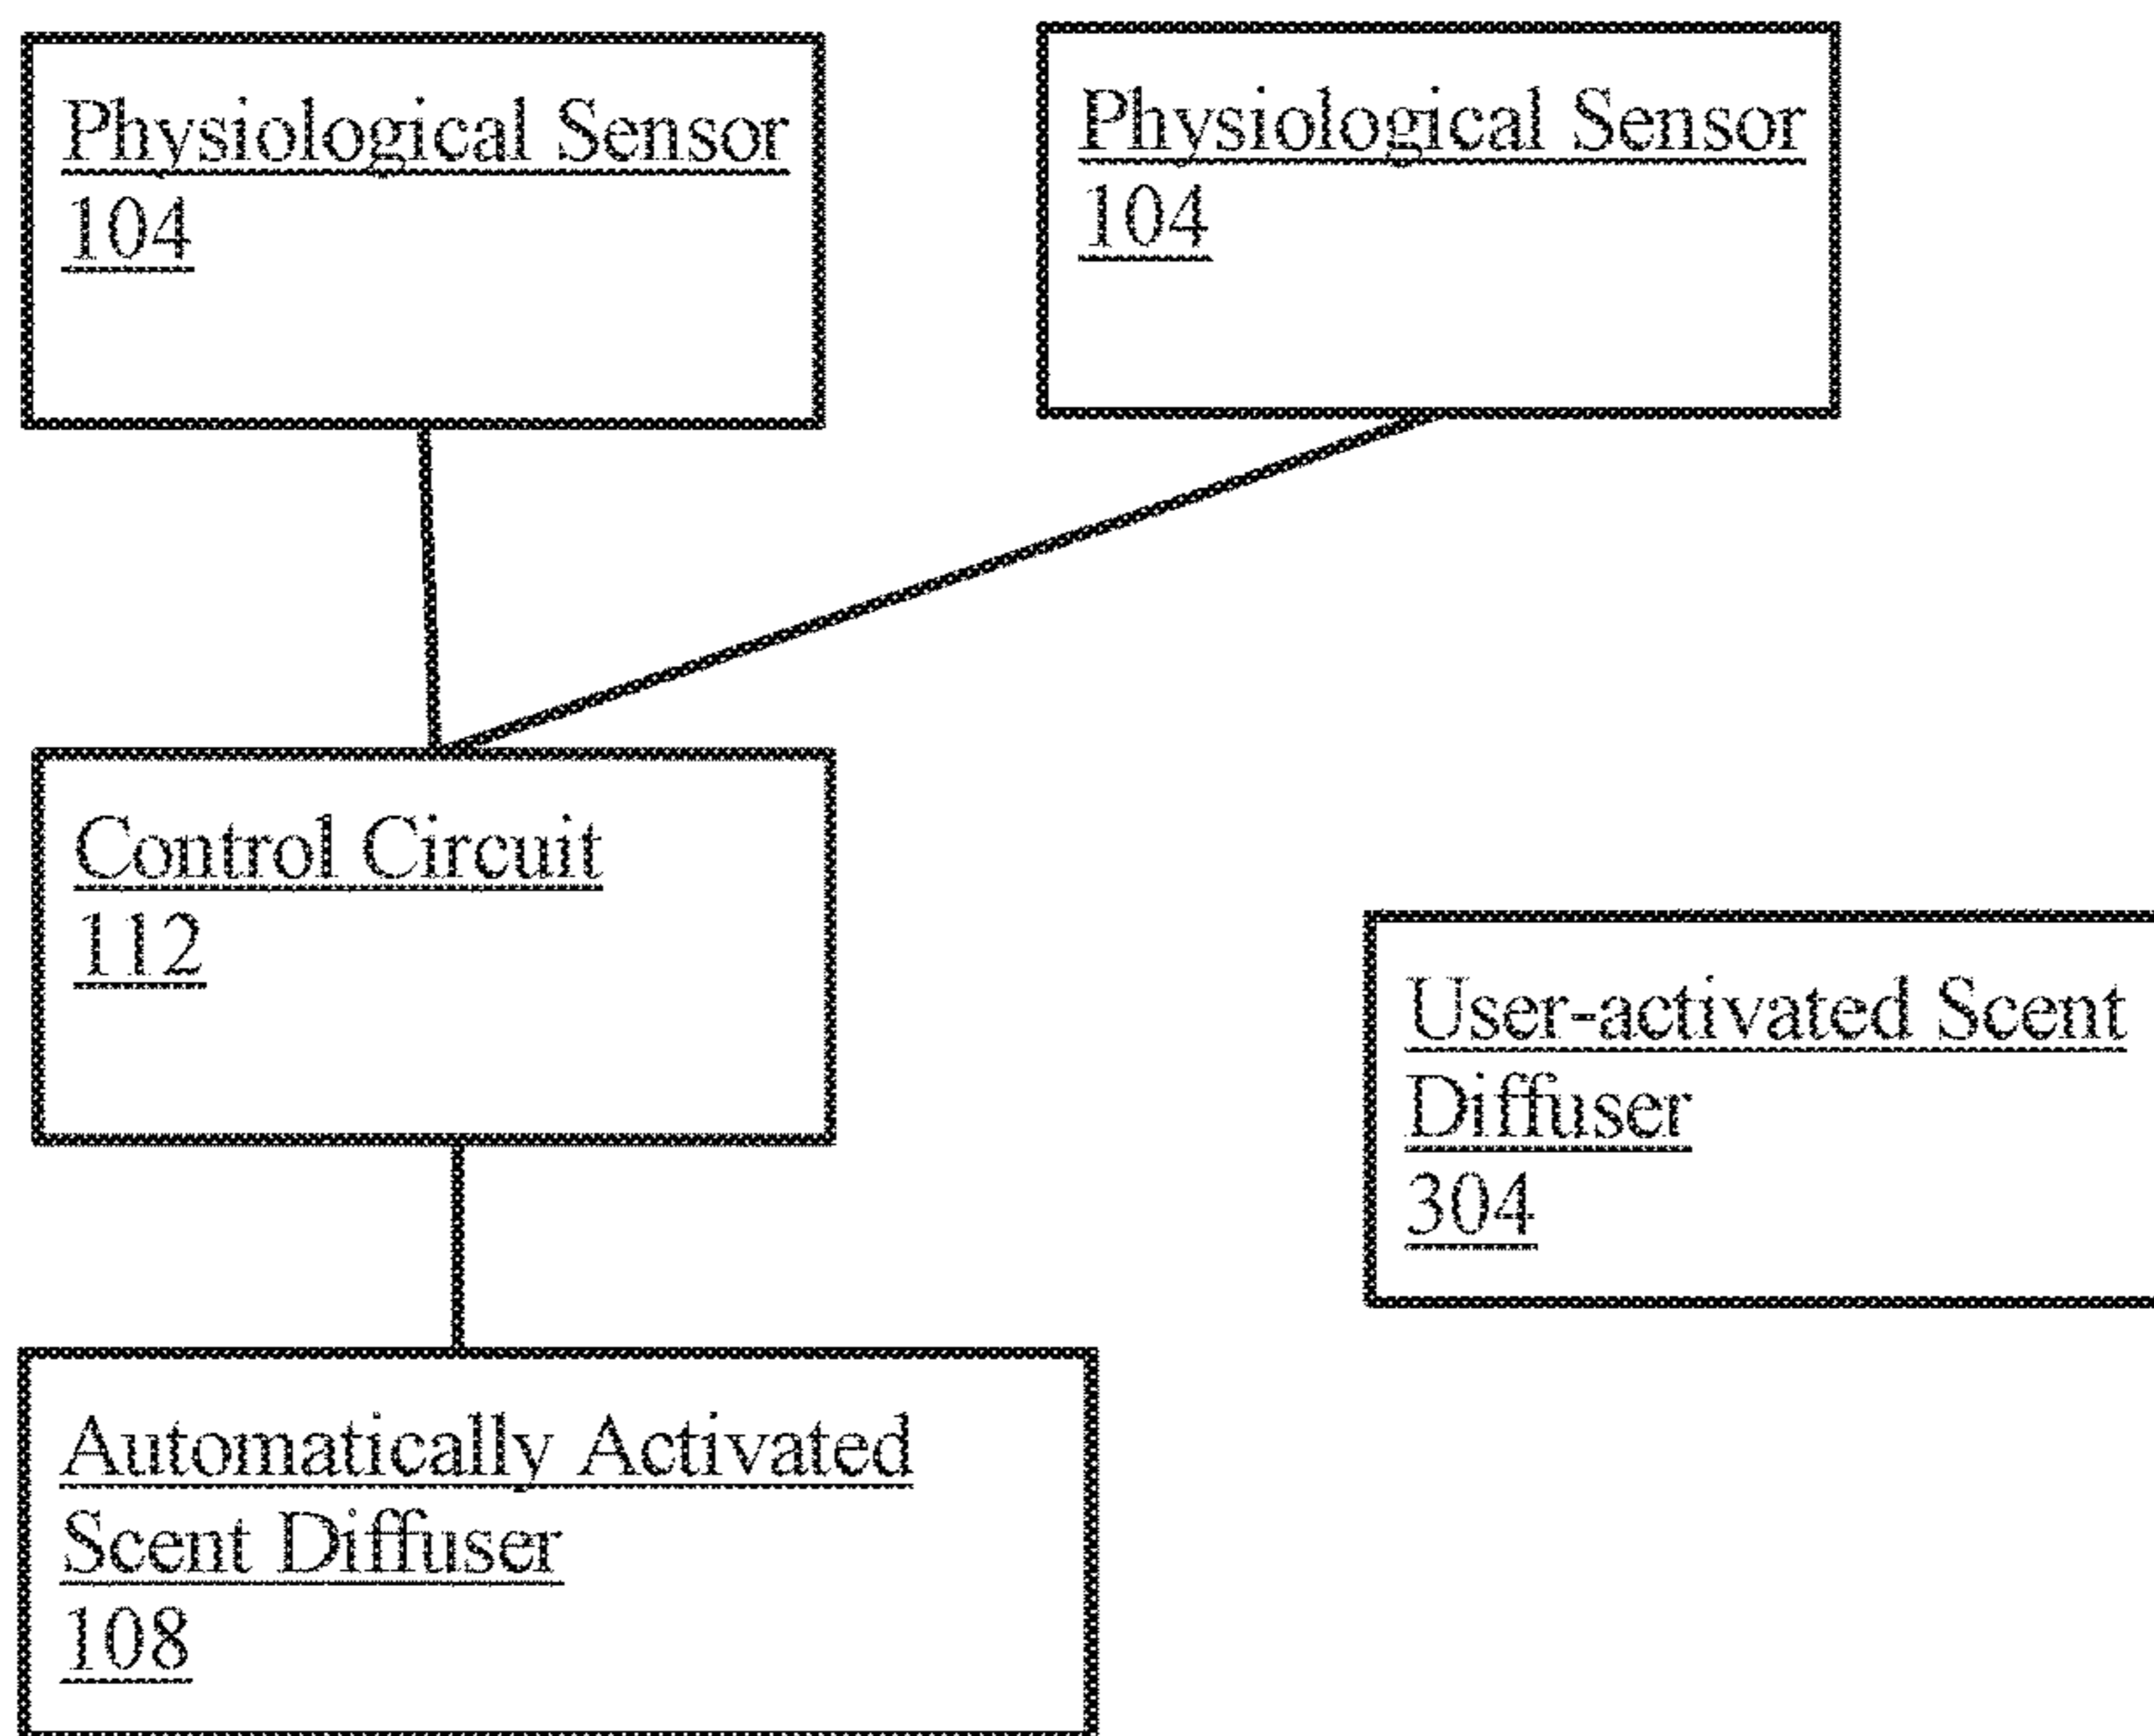 Physiological Sensor
104
Physiological Sensor
104
Control Circuit
112
User-activated Scent
Diffuser
304
Automatically Activated
Scent Diffuser
108